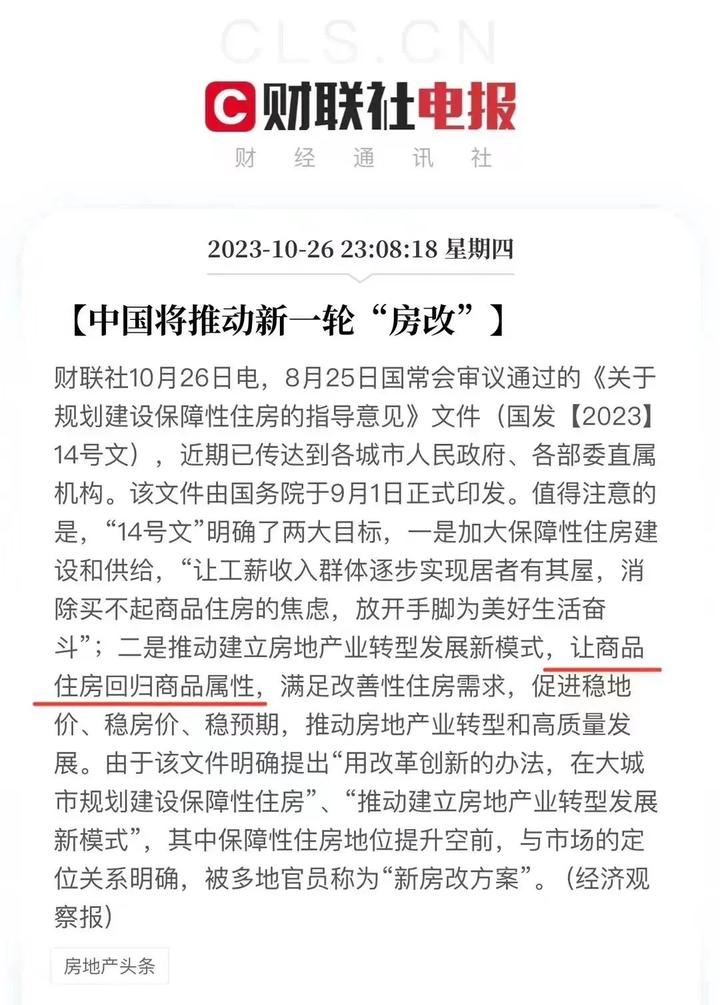 CLS.CN
C财联社电报
财经通讯社
2023-10-26 23:08:18 星期四
【中国将推动新一轮“房改”】
财联社10月26日电，8月25日国常会审议通过的《关于
规划建设保障性住房的指导意见》文件（国发【2023】
14号文），近期已传达到各城市人民政府、各部委直属
机构。该文件由国务院于9月1日正式印发。值得注意的
是，“14号文”明确了两大目标，一是加大保障性住房建
设和供给，“让工薪收入群体逐步实现居者有其屋，消
除买不起商品住房的焦虑，放开手脚为美好生活奋
斗”；二是推动建立房地产业转型发展新模式，让商品
住房回归商品属性，满足改善性住房需求，促进稳地
价、稳房价、稳预期，推动房地产业转型和高质量发
展。由于该文件明确提出“用改革创新的办法，在大城
市规划建设保障性住房”、“推动建立房地产业转型发展
新模式”，其中保障性住房地位提升空前，与市场的定
位关系明确，被多地官员称为“新房改方案”。（经济观
察报）
房地产头条